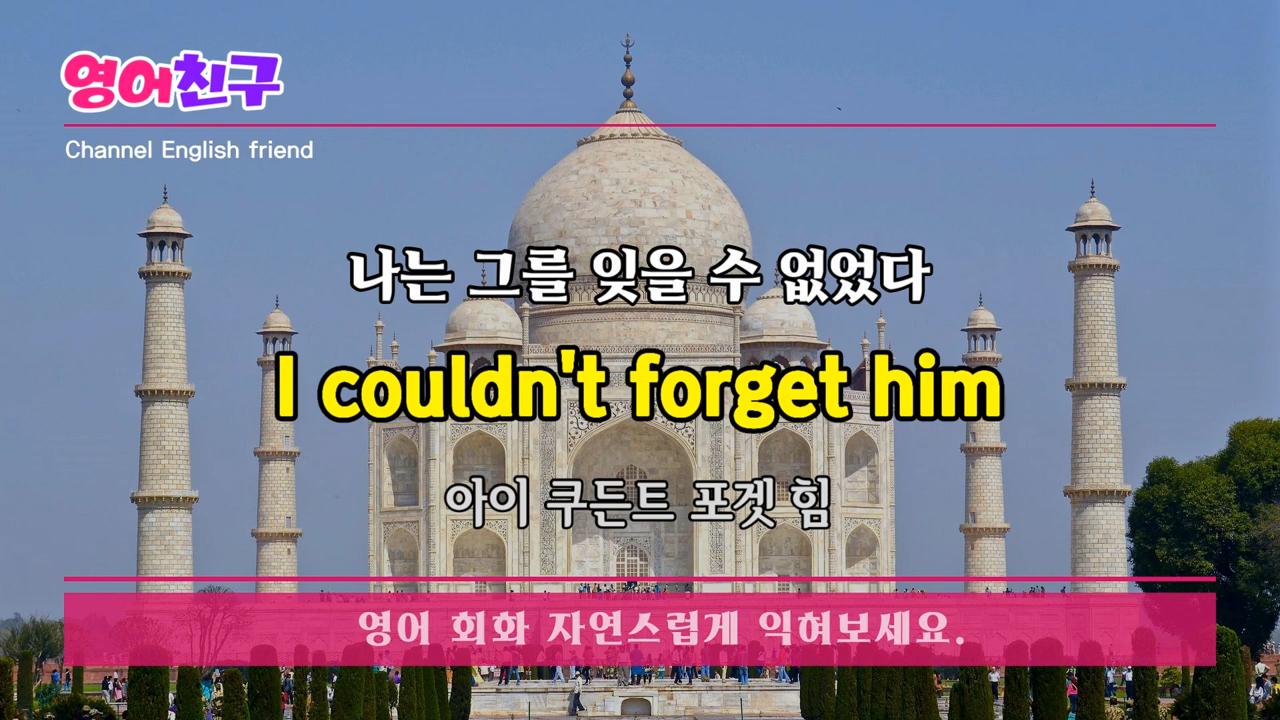 영어친구
Channel English friend
나는 그를 잊을 수 없었다
I couldn't forget him
아이 쿠든트 포겟 힘
영어 회화 자연스럽게 익혀보세요.